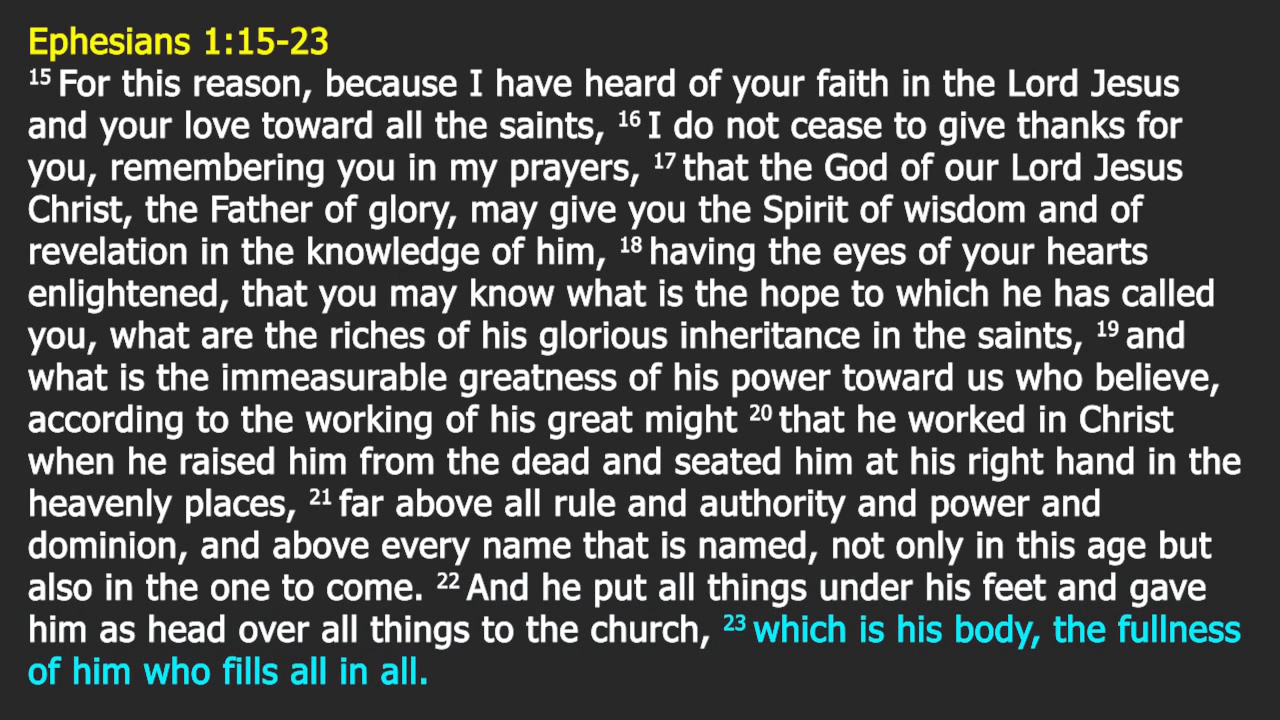 Ephesians 1:15-23
15 For this reason, because I have heard of your faith in the Lord Jesus
and your love toward all the saints, 16 I do not cease to give thanks for
you, remembering you in my prayers, 17 that the God of our Lord Jesus
Christ, the Father of glory, may give you the Spirit of wisdom and of
revelation in the knowledge of him, 18 having the eyes of your hearts
enlightened, that you may know what is the hope to which he has called
you, what are the riches of his glorious inheritance in the saints, 19 and
what is the immeasurable greatness of his power toward us who believe,
according to the working of his great might 20 that he worked in Christ
when he raised him from the dead and seated him at his right hand in the
heavenly places, 21 far above all rule and authority and power and
dominion, and above every name that is named, not only in this age but
also in the one to come. 22 And he put all things under his feet and gave
him as head over all things to the church, 23 which is his body, the fullness
of him who fills all in all.